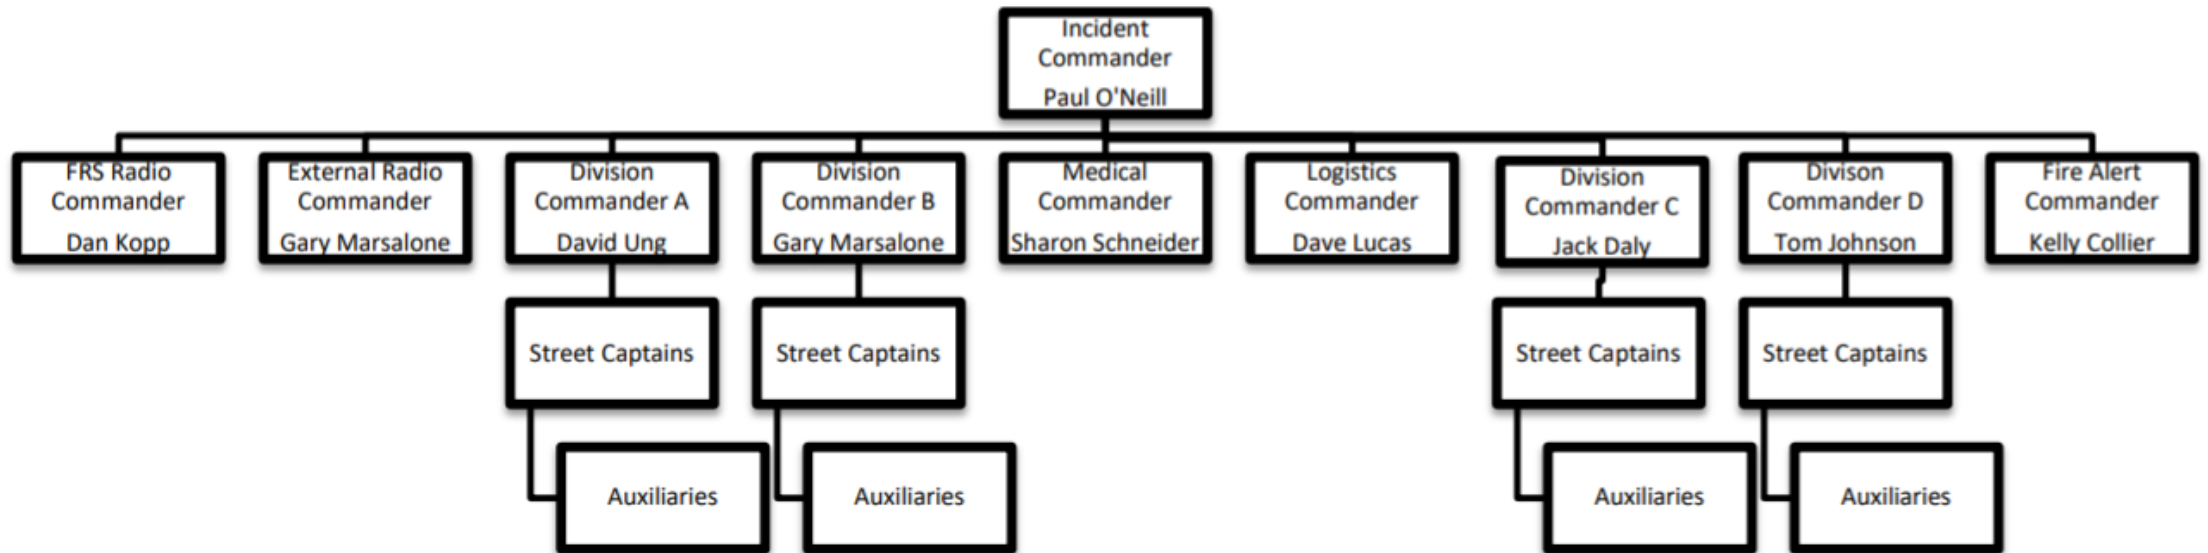 Incident
Commander
Paul O'Neill
FRS Radio
Commander
Dan Kopp
External Radio
Commander
Gary Marsalone
Division
Commander A
David Ung
Division
Commander B
Gary Marsalone
Medical
Commander
Sharon Schneider
Logistics
Commander
Dave Lucas
Division
Commander C
Jack Daly
Divison
Commander D
Tom Johnson
Fire Alert
Commander
Kelly Collier
Street Captains
Street Captains
Street Captains
Street Captains
Auxiliaries
Auxiliaries
Auxiliaries
Auxiliaries